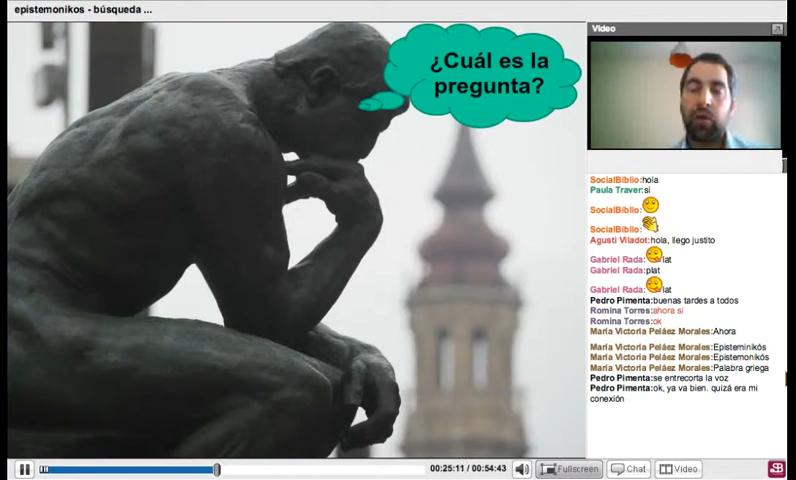 epistemonikos - búsqueda ...
¿Cuál es la
pregunta?
Video
SocialBiblio:hola
Paula Traver:si
SocialBiblio:
SocialBiblio:
Agusti Viladot:hola, llego justito
Gabriel Rada: lat
Gabriel Rada:plat
Gabriel Rada: lat
Pedro Pimenta:buenas tardes a todos
Romina Torres:ahora si
Romina Torres:ok
María Victoria Peláez Morales:Ahora
María Victoria Peláez Morales:Episteminikós
María Victoria Peláez Morales:Epistemonikós
María Victoria Peláez Morales:Palabra griega
Pedro Pimenta:se entrecorta la voz
Pedro Pimenta:ok, ya va bien. quizá era mi
conexión
00:25:11 / 00:54:43
Fullscreen
Chat
Video
SB